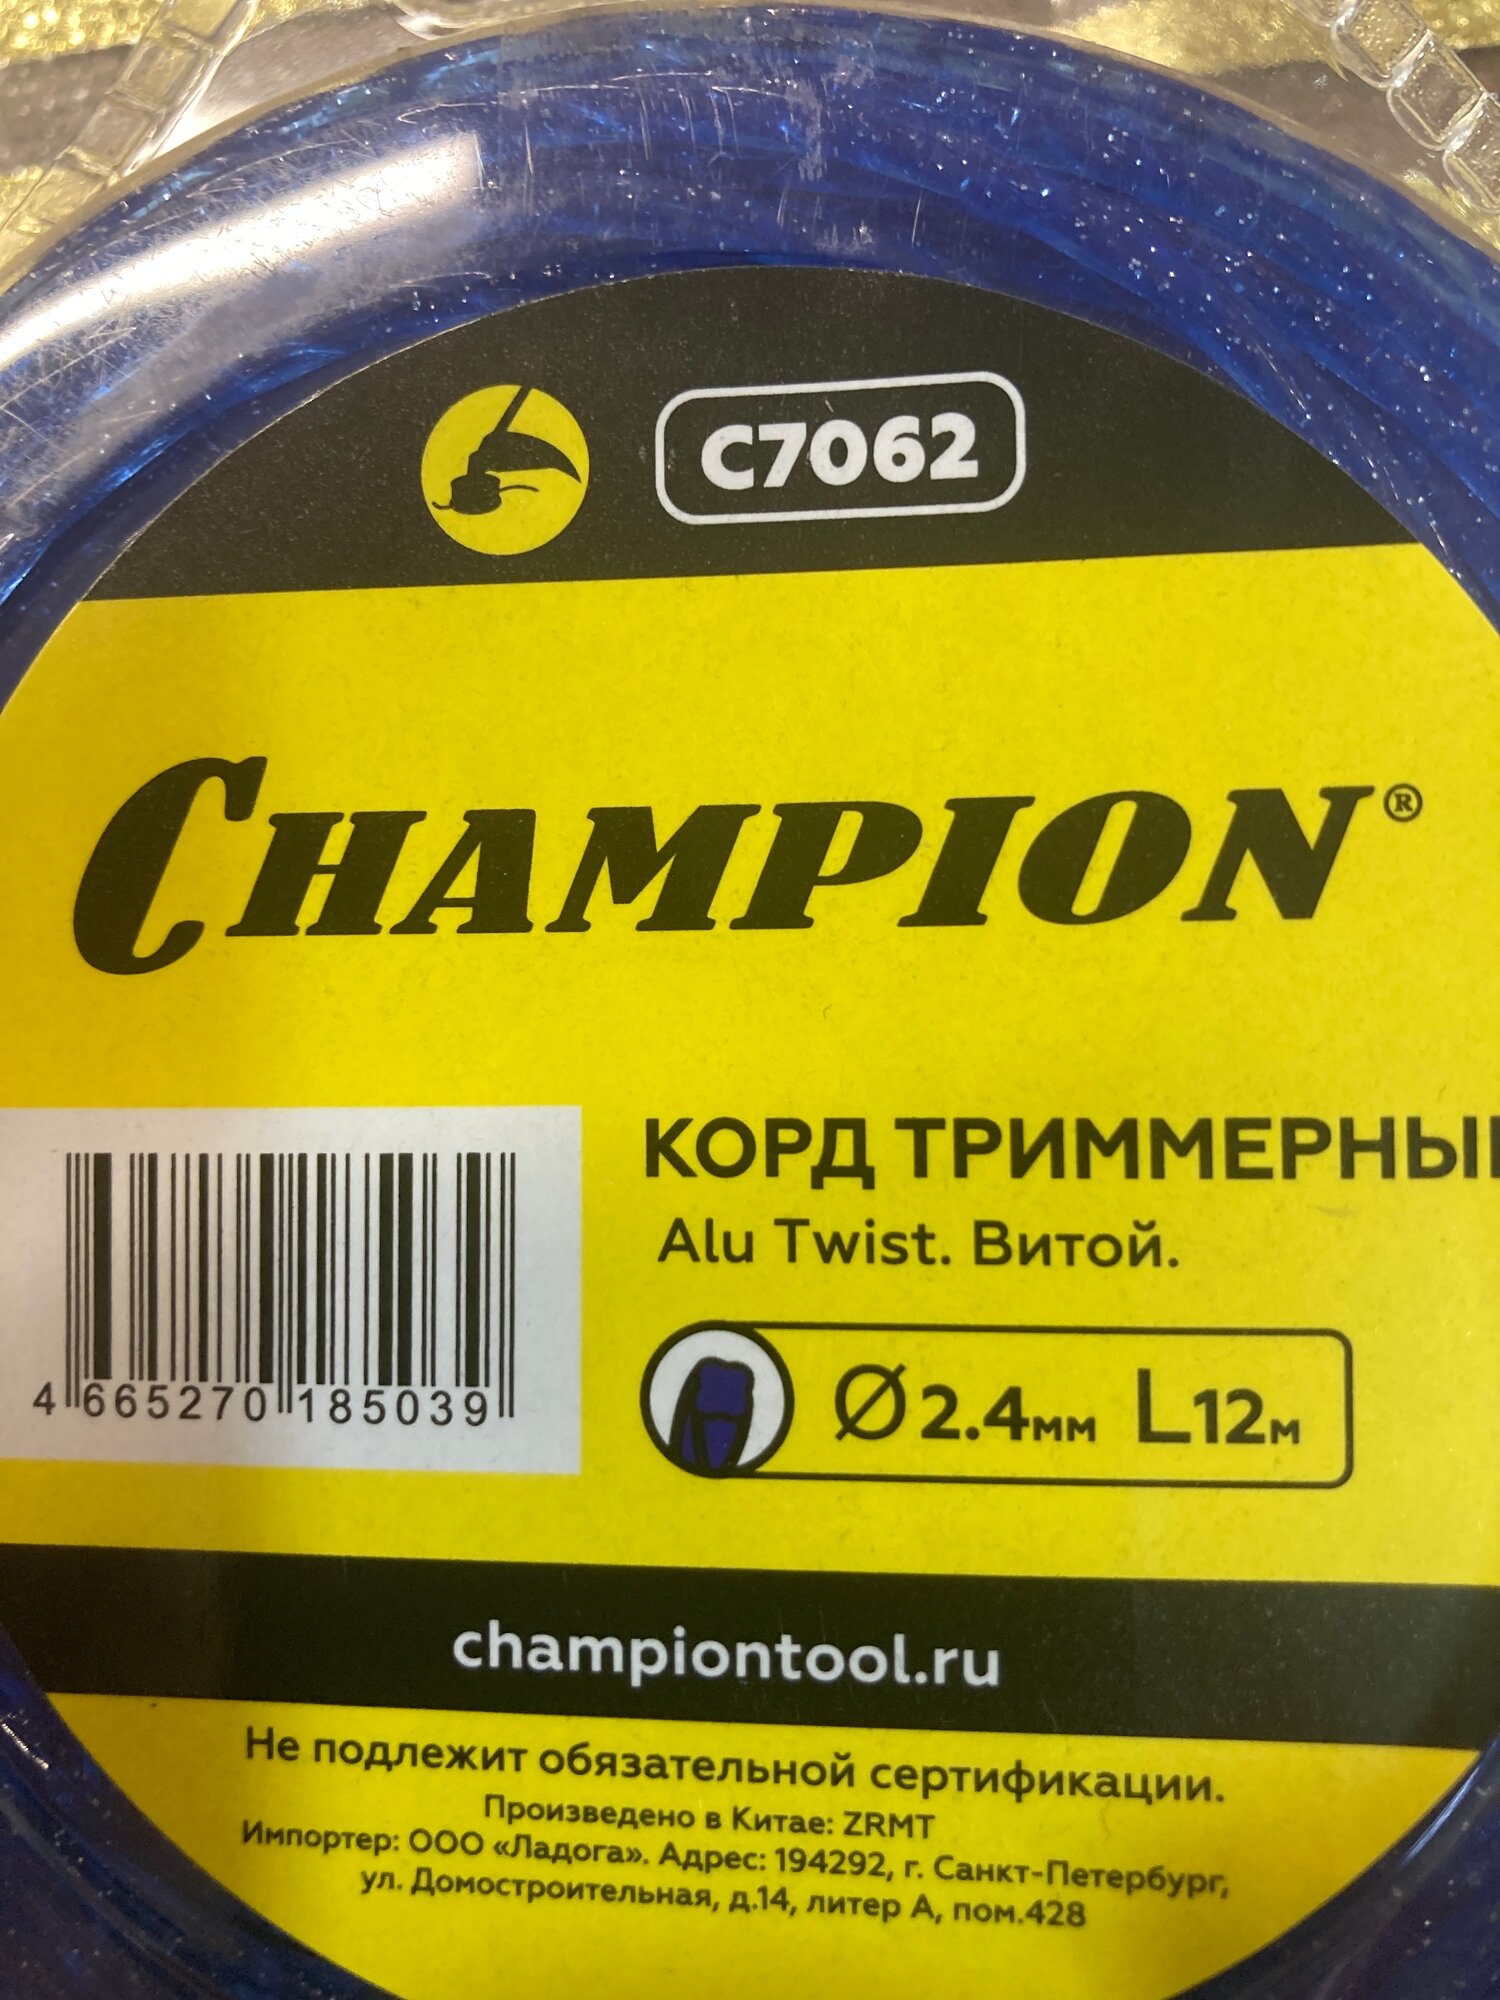 C7062
CHAMPION®
КОРД ТРИММЕРНЫ
Alu Twist. Витой.
Ø2.4мм L12м
4 665270 185039
championtool.ru
Не подлежит обязательной сертификации.
Произведено в Китае: ZRMT
Импортер: ООО «Ладога». Адрес: 194292, г. Санкт-Петербург,
ул. Домостроительная, д.14, литер А, пом.428